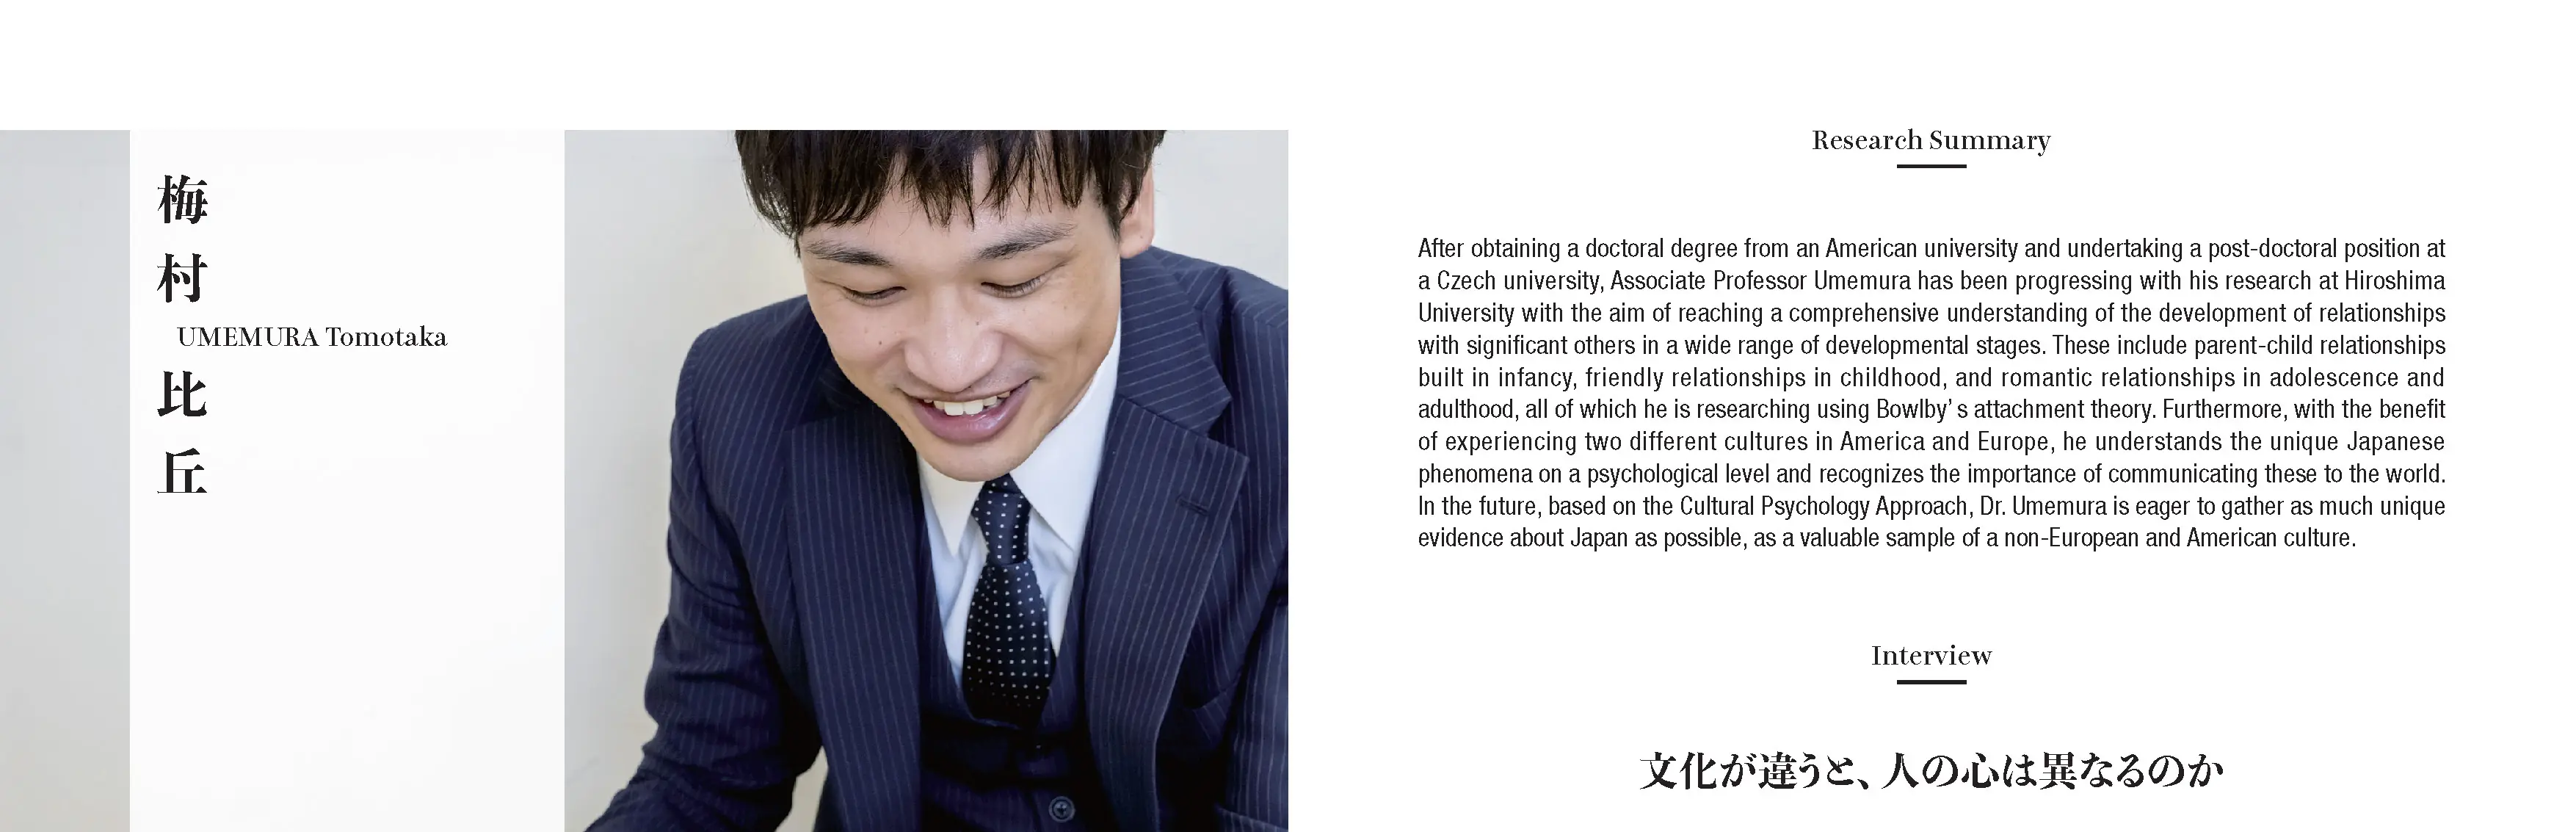 梅村
UMEMURA Tomotaka
比丘
Research Summary
After obtaining a doctoral degree from an American university and undertaking a post-doctoral position at
a Czech university, Associate Professor Umemura has been progressing with his research at Hiroshima
University with the aim of reaching a comprehensive understanding of the development of relationships
with significant others in a wide range of developmental stages. These include parent-child relationships
built in infancy, friendly relationships in childhood, and romantic relationships in adolescence and
adulthood, all of which he is researching using Bowlby’ s attachment theory. Furthermore, with the benefit
of experiencing two different cultures in America and Europe, he understands the unique Japanese
phenomena on a psychological level and recognizes the importance of communicating these to the world.
In the future, based on the Cultural Psychology Approach, Dr. Umemura is eager to gather as much unique
evidence about Japan as possible, as a valuable sample of a non-European and American culture.
Interview
文化が違うと、人の心は異なるのか